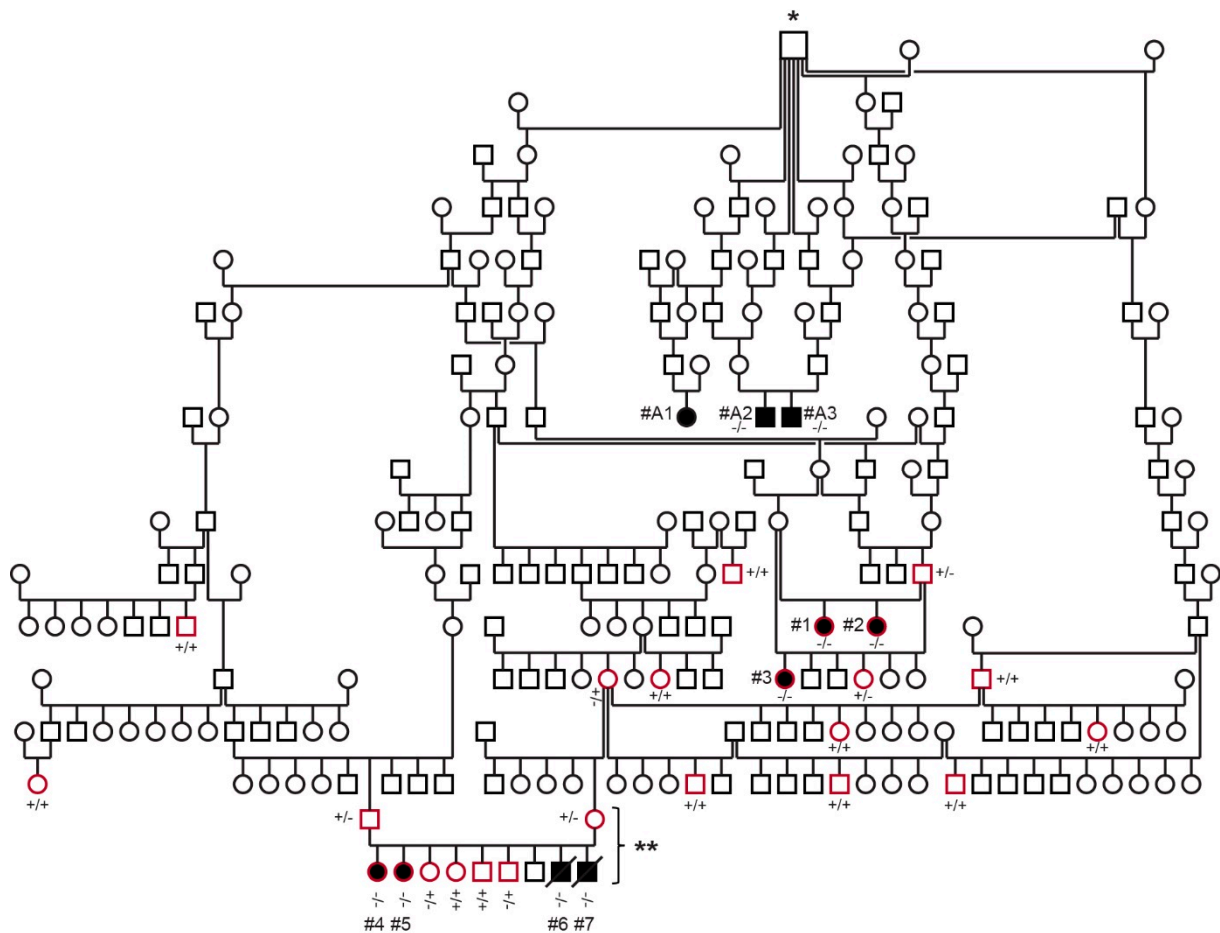 *
#A1 #A2 #A3
-/- -/-
+/+ +/-
#1 #2
+/+ -/- -/-
#3 +/+
-/+ +/+ -/- +/-
+/+ +/+
+/+ +/+ +/+ +/+
+/- +/-
**
-/- -/- -/+ +/+ +/+ -/+ -/- -/-
#4 #5 #6 #7